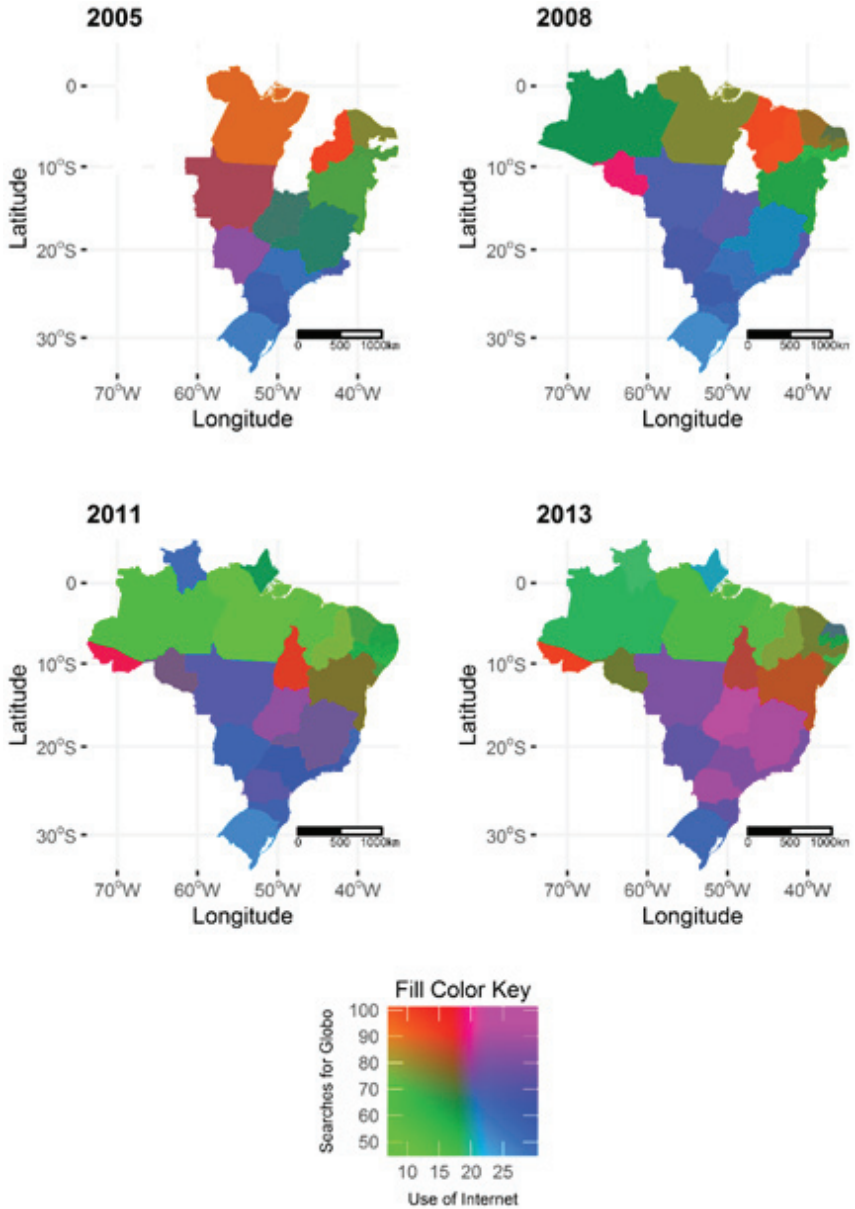 2005
2008
0
10°S
20°S
30°S
Latitude
0 500 1000km
70°W 60°W 50°W 40°W
Longitude
0
10°S
20°S
30°S
Latitude
0 500 1000km
70°W 60°W 50°W 40°W
Longitude
2011
2013
0
10°S
20°S
30°S
Latitude
0 500 1000km
70°W 60°W 50°W 40°W
Longitude
0
10°S
20°S
30°S
Latitude
0 500 1000km
70°W 60°W 50°W 40°W
Longitude
Fill Color Key
Searches for Globo
100
90
80
70
60
50
10 15 20 25
Use of Internet